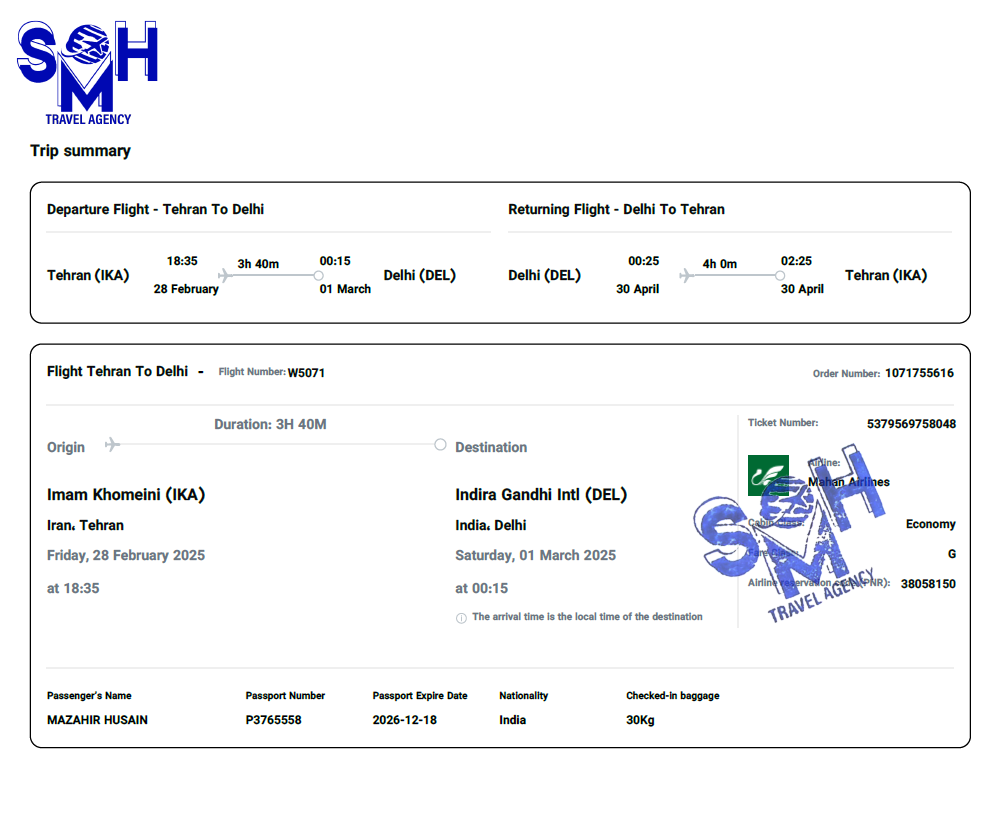 SMH
TRAVEL AGENCY
Trip summary
Departure Flight - Tehran To Delhi
Tehran (IKA) 18:35 28 February 3h 40m 00:15 01 March Delhi (DEL)
Returning Flight - Delhi To Tehran
Delhi (DEL) 00:25 30 April 4h 0m 02:25 30 April Tehran (IKA)
Flight Tehran To Delhi - Flight Number: W5071
Order Number: 1071755616
Duration: 3H 40M
Origin
Destination
Imam Khomeini (IKA)
Iran, Tehran
Friday, 28 February 2025
at 18:35
Indira Gandhi Intl (DEL)
India, Delhi
Saturday, 01 March 2025
at 00:15
The arrival time is the local time of the destination
Ticket Number: 5379569758048
Airline:
Mahan Airlines
Cabin Class: Economy
Fare Class: G
Airline reservation code (PNR): 38058150
SMH
TRAVEL AGENCY
Passenger's Name Passport Number Passport Expire Date Nationality Checked-in baggage
MAZAHIR HUSAIN P3765558 2026-12-18 India 30Kg